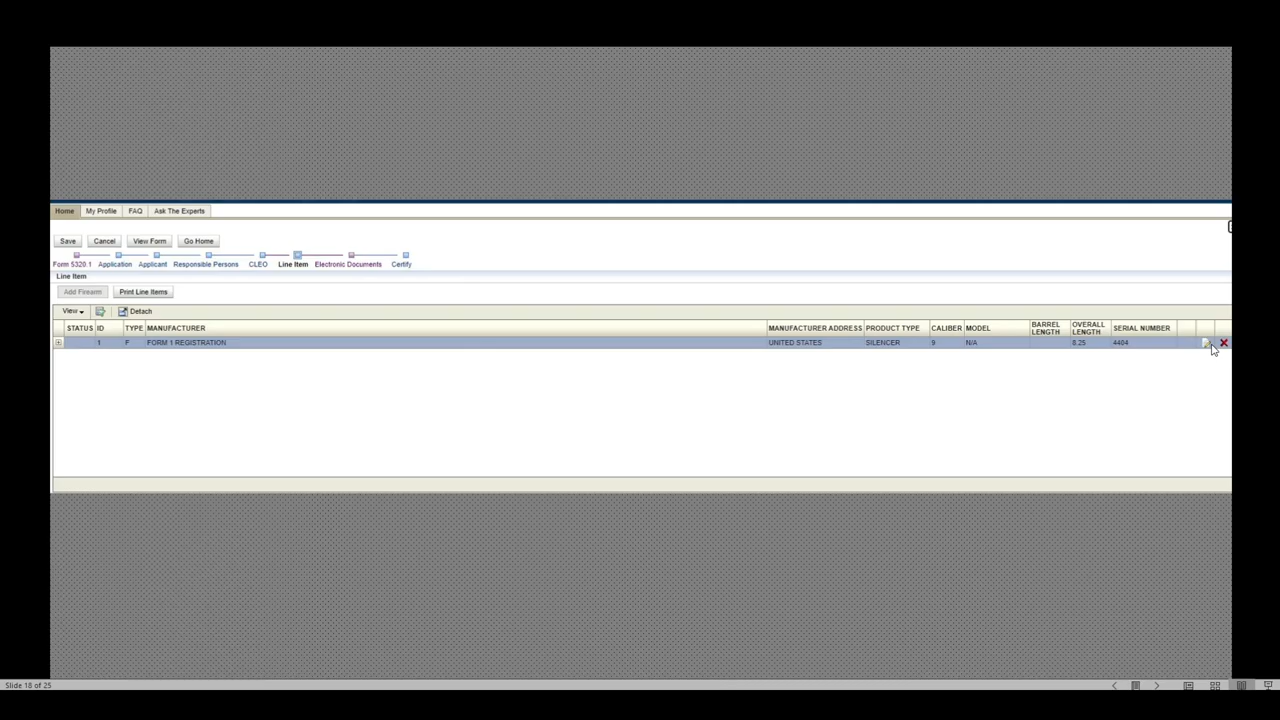 Home My Profile FAQ Ask The Experts
Save Cancel View Form Go Home
Form 5320.1 Application Applicant Responsible Persons CLEO Line Item Electronic Documents Certify
Line Item
Add Firearm Print Line Items
View Detach
STATUS ID TYPE MANUFACTURER MANUFACTURER ADDRESS PRODUCT TYPE CALIBER MODEL BARREL LENGTH OVERALL LENGTH SERIAL NUMBER
1 F FORM 1 REGISTRATION UNITED STATES SILENCER 9 N/A 8.25 4484
Slide 18 of 25